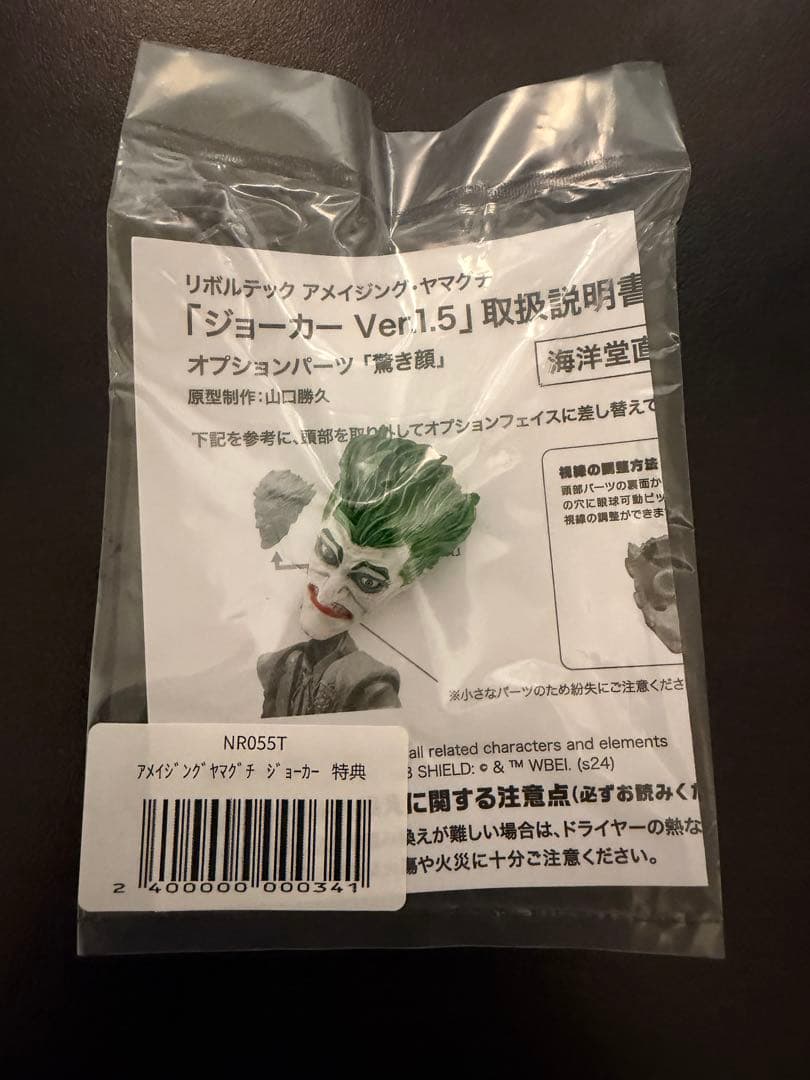 リボルテック アメイジング・ヤマグチ
「ジョーカー Ver.1.5」取扱説明書
オプションパーツ「驚き顔」
海洋堂直
原型制作：山口勝久
下記を参考に、頭部を取り外してオプションフェイスに差し替えて
視線の調整方法
頭部パーツの裏面か
の穴に眼球可動ピッ
視線の調整ができま
※小さなパーツのため紛失にご注意くださ
all related characters and elements
SHIELD: © & ™ WBEI. (s24)
に関する注意点(必ずお読みくだ
換えが難しい場合は、ドライヤーの熱な
傷や火災に十分ご注意ください。
NR055T
ｱﾒｲｼﾞﾝｸﾞﾔﾏｸﾞﾁ ｼﾞｮｰｶｰ 特典
2 400000 000341